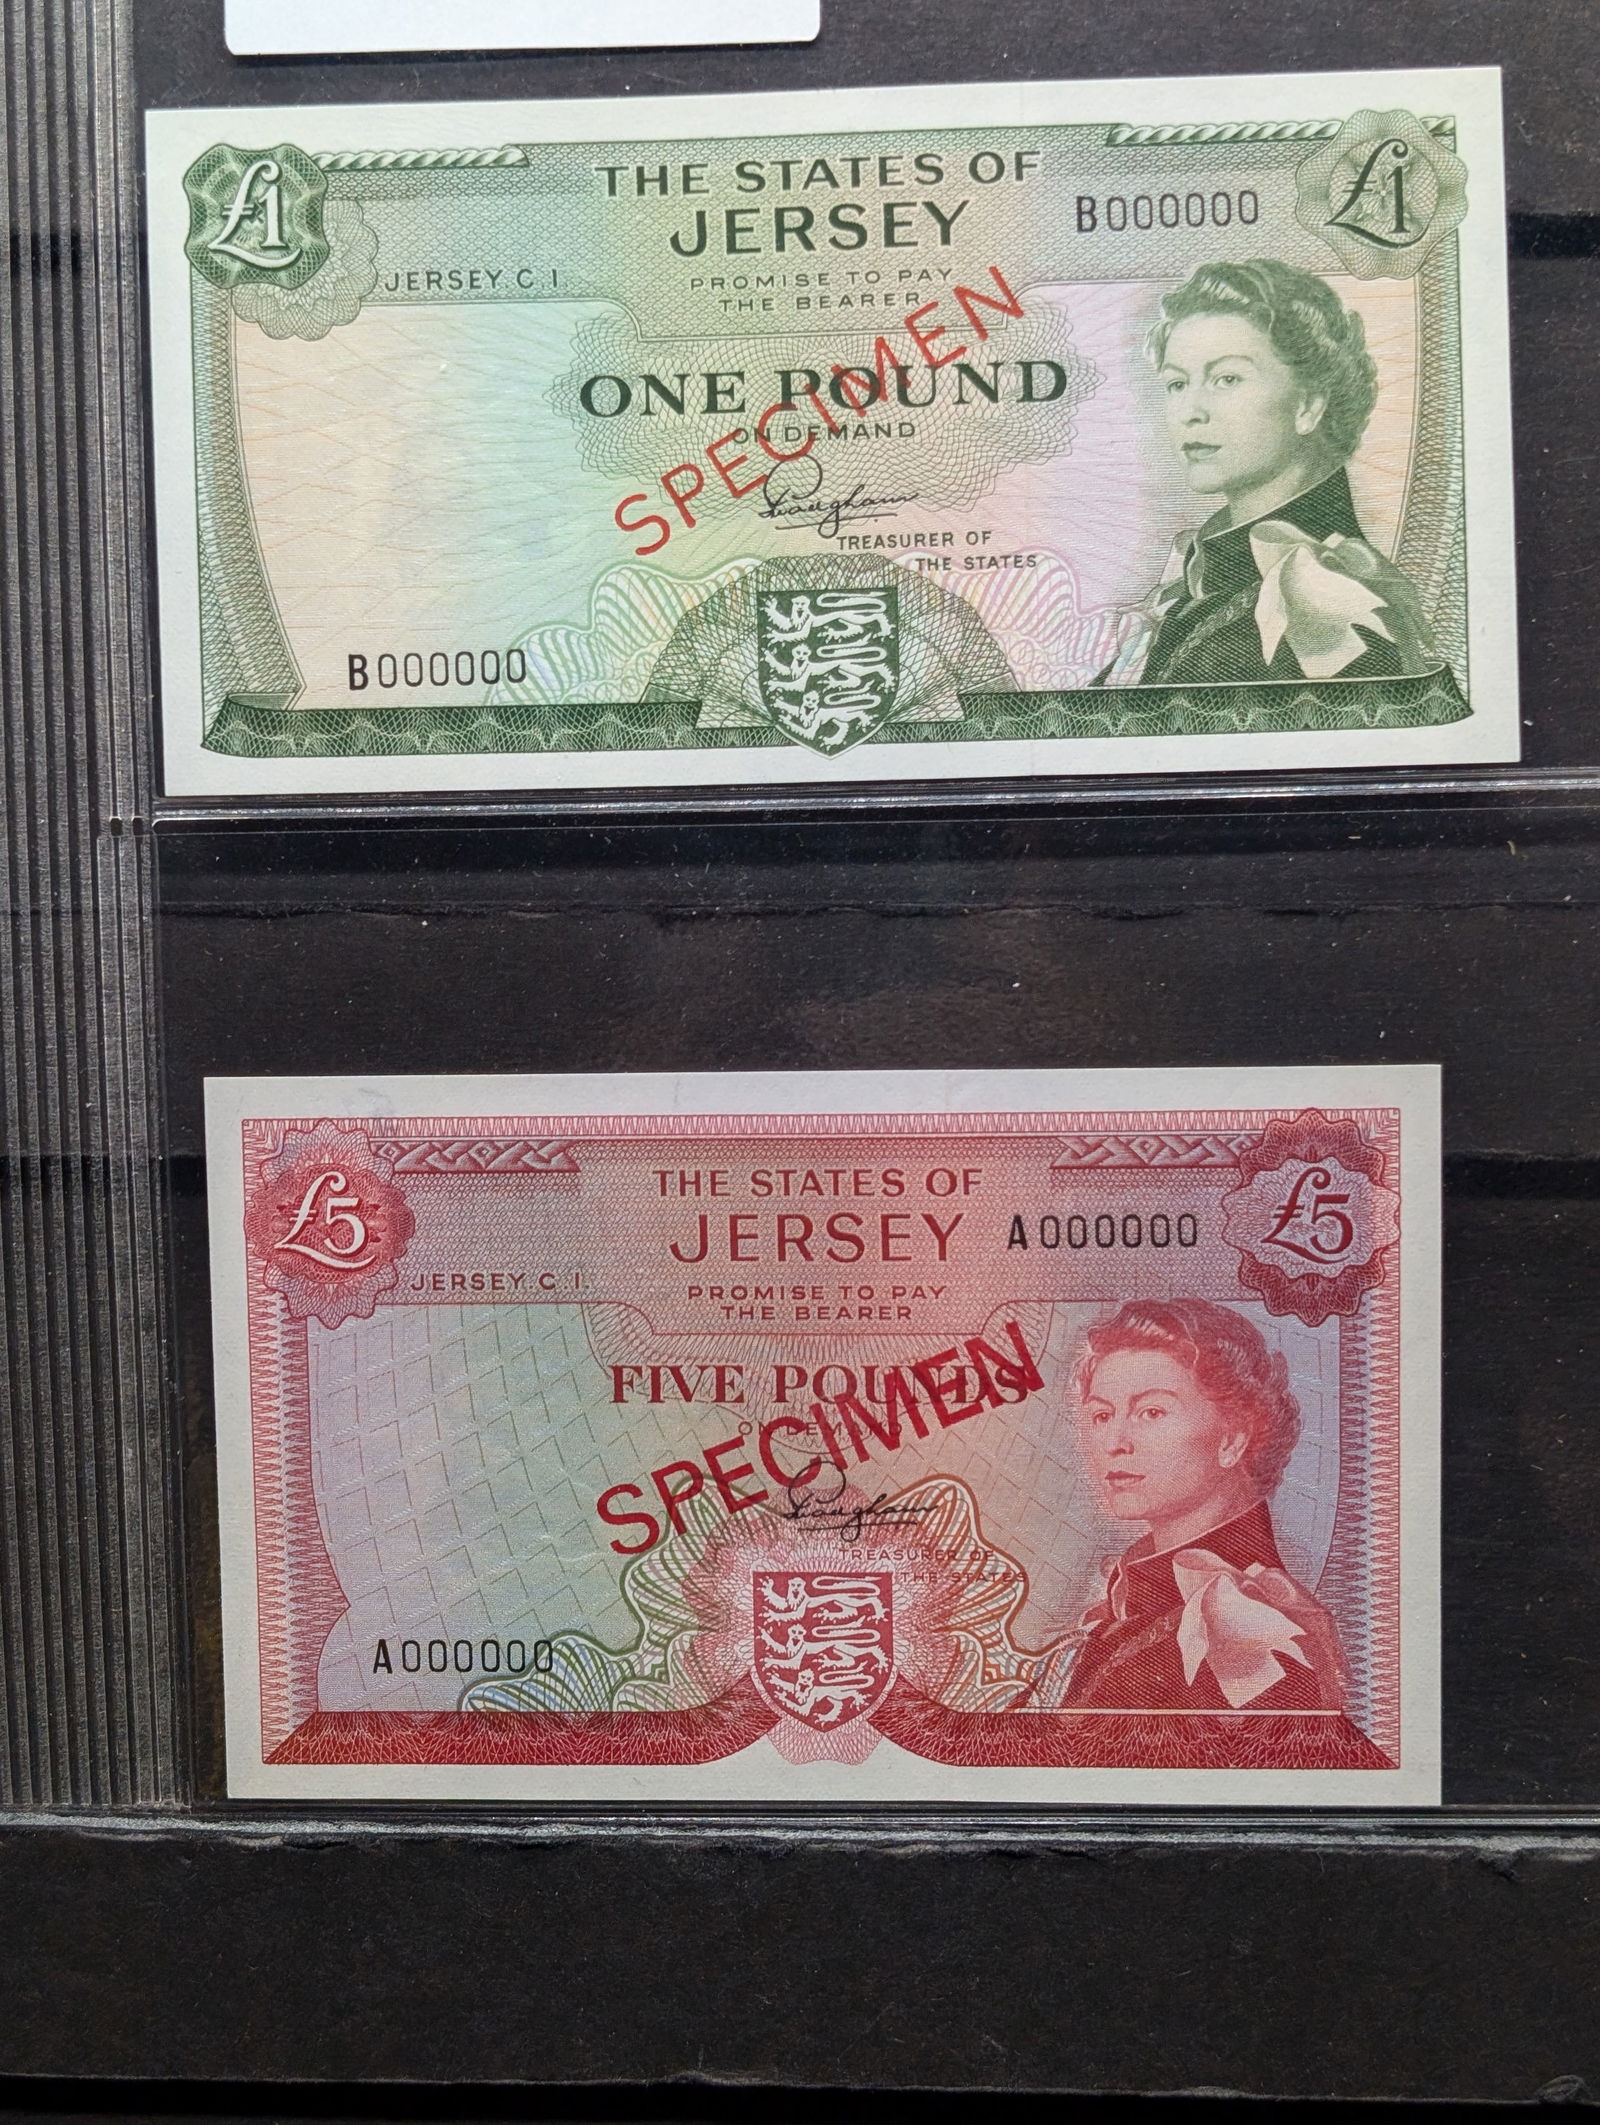 £1
THE STATES OF
JERSEY
B000000
£1
JERSEY. C. I.
PROMISE TO PAY
THE BEARER
SPECIMEN
ONE POUND
ON DEMAND
TREASURER OF
THE STATES
B000000
£5
THE STATES OF
JERSEY
A000000
£5
JERSEY. C. I.
PROMISE TO PAY
THE BEARER
FIVE POUNDS
SPECIMEN
ON DEMAND
TREASURER OF
THE STATES
A000000